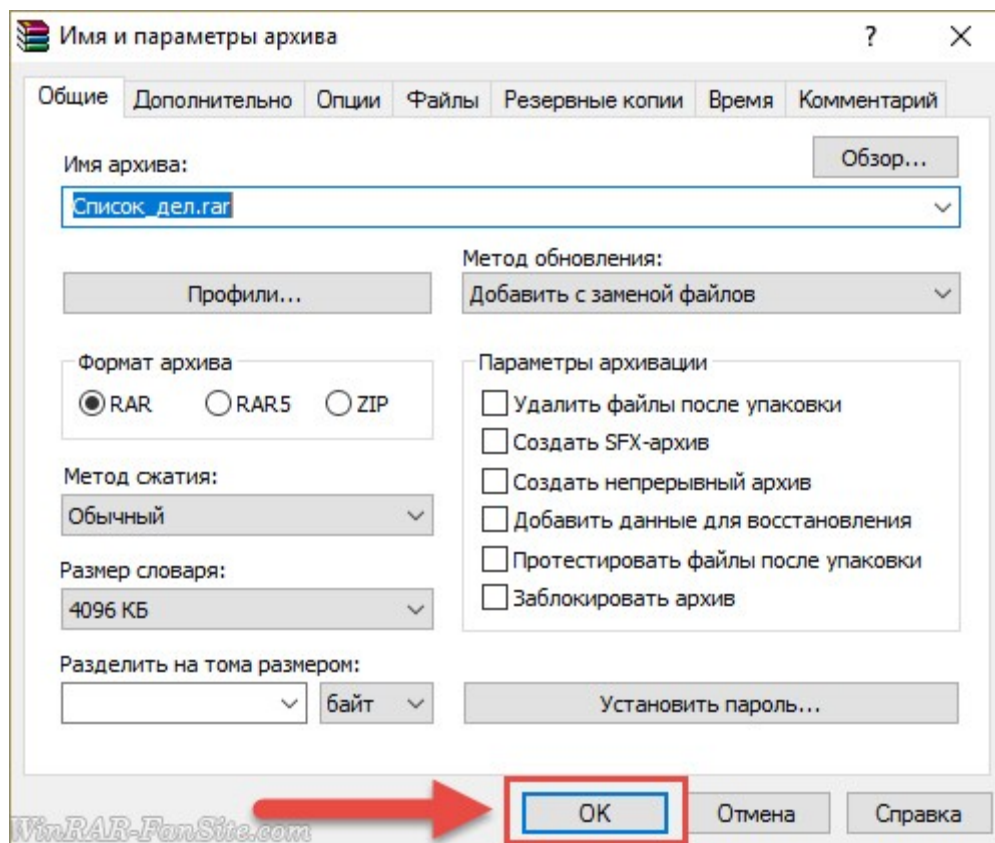 Имя и параметры архива
?
Общие Дополнительно Опции Файлы Резервные копии Время Комментарий
Имя архива:
Обзор...
Список_дел.rar
Метод обновления:
Профили...
Добавить с заменой файлов
Формат архива
RAR RAR5 ZIP
Параметры архивации
Удалить файлы после упаковки
Создать SFX-архив
Создать непрерывный архив
Добавить данные для восстановления
Протестировать файлы после упаковки
Заблокировать архив
Метод сжатия:
Обычный
Размер словаря:
4096 КБ
Разделить на тома размером:
байт
Установить пароль...
OK Отмена Справка
WinRAR-FanSite.com